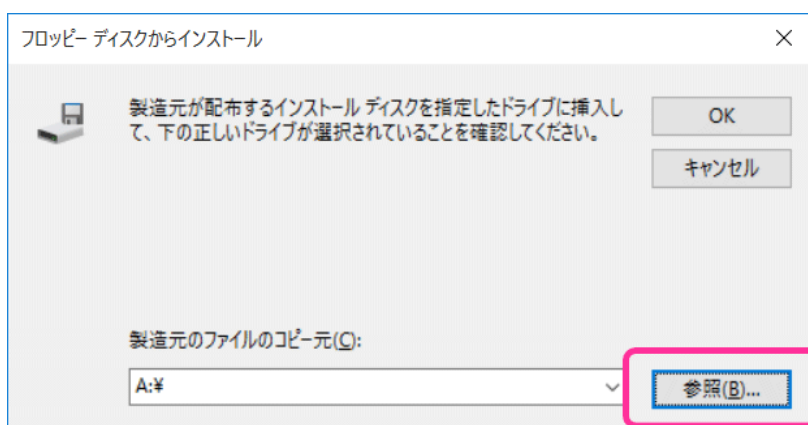 フロッピー ディスクからインストール
製造元が配布するインストール ディスクを指定したドライブに挿入し
て、下の正しいドライブが選択されていることを確認してください。
OK
キャンセル
製造元のファイルのコピー元(C):
A:¥
参照(B)...